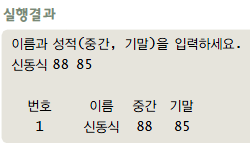 실행결과
이름과 성적(중간, 기말)을 입력하세요.
신동식 88 85
번호 이름 중간 기말
1 신동식 88 85